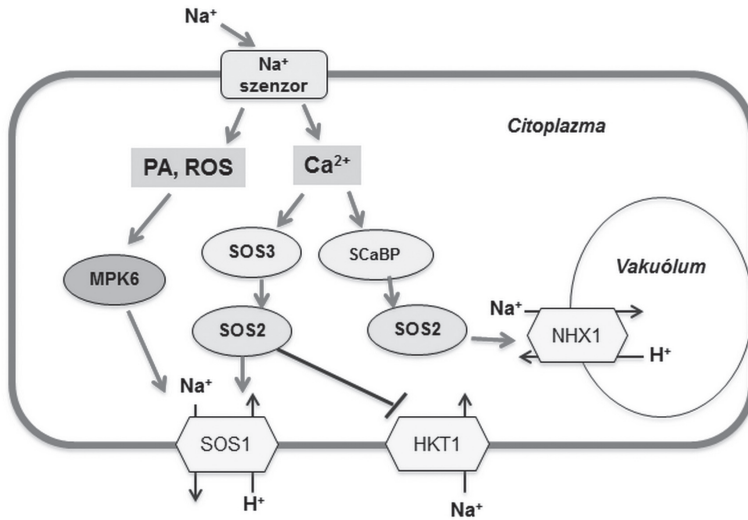 Na⁺
Na⁺
szenzor
Citoplazma
PA, ROS
Ca²⁺
SOS3
SCaBP
MPK6
Vakuólum
SOS2
SOS2
Na⁺
NHX1
H⁺
Na⁺
SOS1
HKT1
H⁺
Na⁺